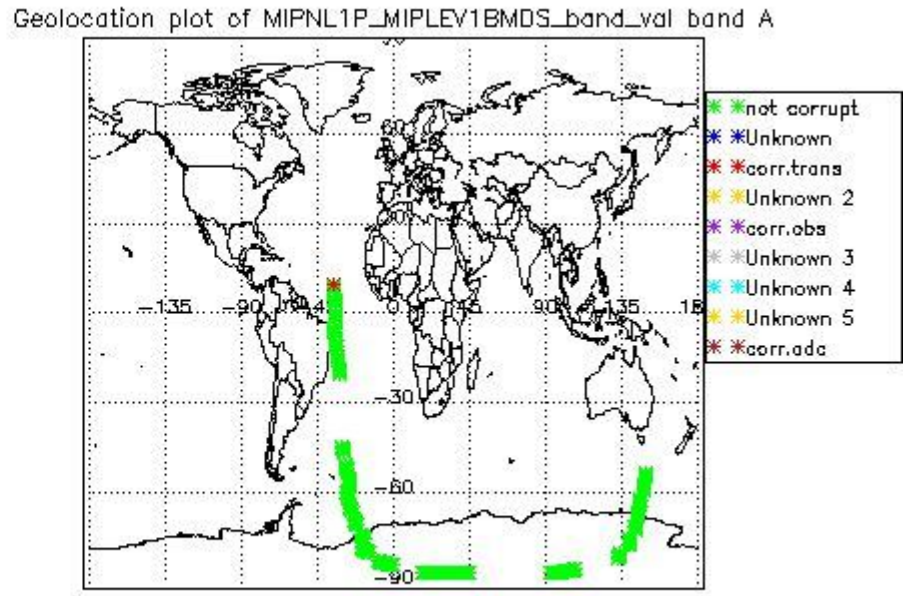 Geolocation plot of MIPNL1P_MIPLEV1BMDS_band_val band A
not corrupt
Unknown
corr.trans
Unknown 2
corr.obs
Unknown 3
Unknown 4
Unknown 5
corr.adc
-135 -90 0 45 90 135
-30
-60
-90